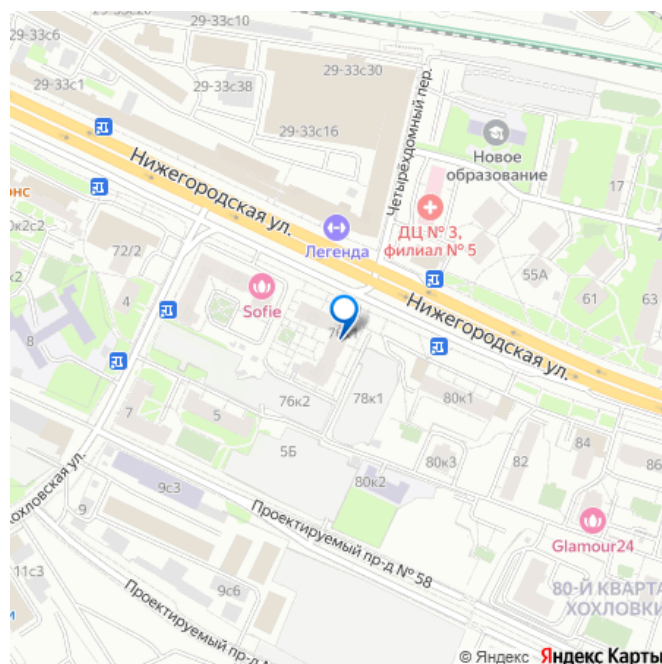 29-33с10
29-33с6
29-33с30
29-33с1
29-33с38
29-33с16
Четырёхдомный пер.
Новое
образование
17
Нижегородская ул.
ДЦ № 3,
филиал № 5
Легенда
72/2
55А
61
63
4
Sofie
8
Нижегородская ул.
76к2
78к1
80к1
7
5
84
5Б
80к3
82
86
9с3
80к2
Хохловская ул.
9
Проектируемый пр-д № 58
Glamour24
11с3
9с6
80-Й КВАРТА
ХОХЛОВКИ
Проектируемый пр-д №
© Яндекс Яндекс Карты